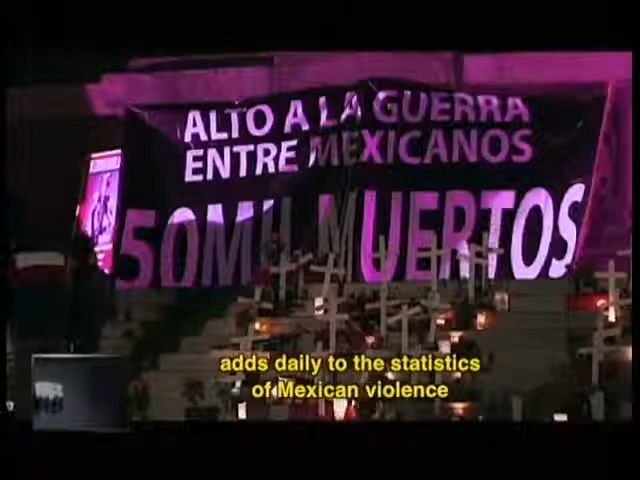 ALTO A LA GUERRA
ENTRE MEXICANOS
50MIL MUERTOS
adds daily to the statistics
of Mexican violence